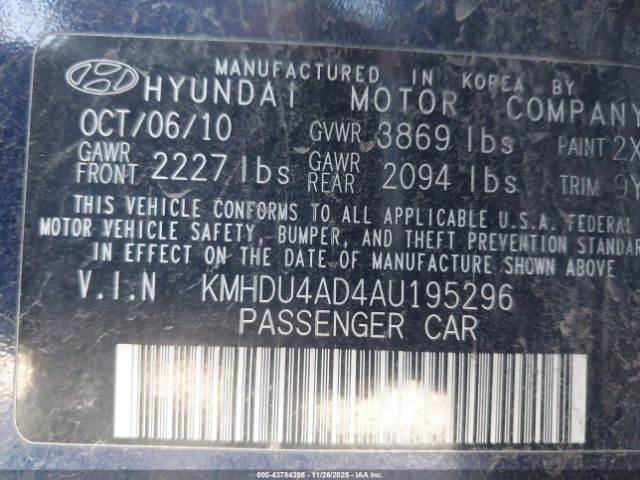 MANUFACTURED IN KOREA BY
HYUNDAI MOTOR COMPANY
OCT/06/10 GVWR 3869 lbs PAINT 2X
GAWR FRONT 2227 lbs GAWR REAR 2094 lbs TRIM 9Y
THIS VEHICLE CONFORMS TO ALL APPLICABLE U.S.A. FEDERAL
MOTOR VEHICLE SAFETY, BUMPER, AND THEFT PREVENTION STANDAR
IN EFFECT ON THE DATE OF MANUFACTURE SHOWN ABOVE.
V.I.N KMHDU4AD4AU195296
PASSENGER CAR
000-43784398 - 11/26/2025 - IAAI.COM